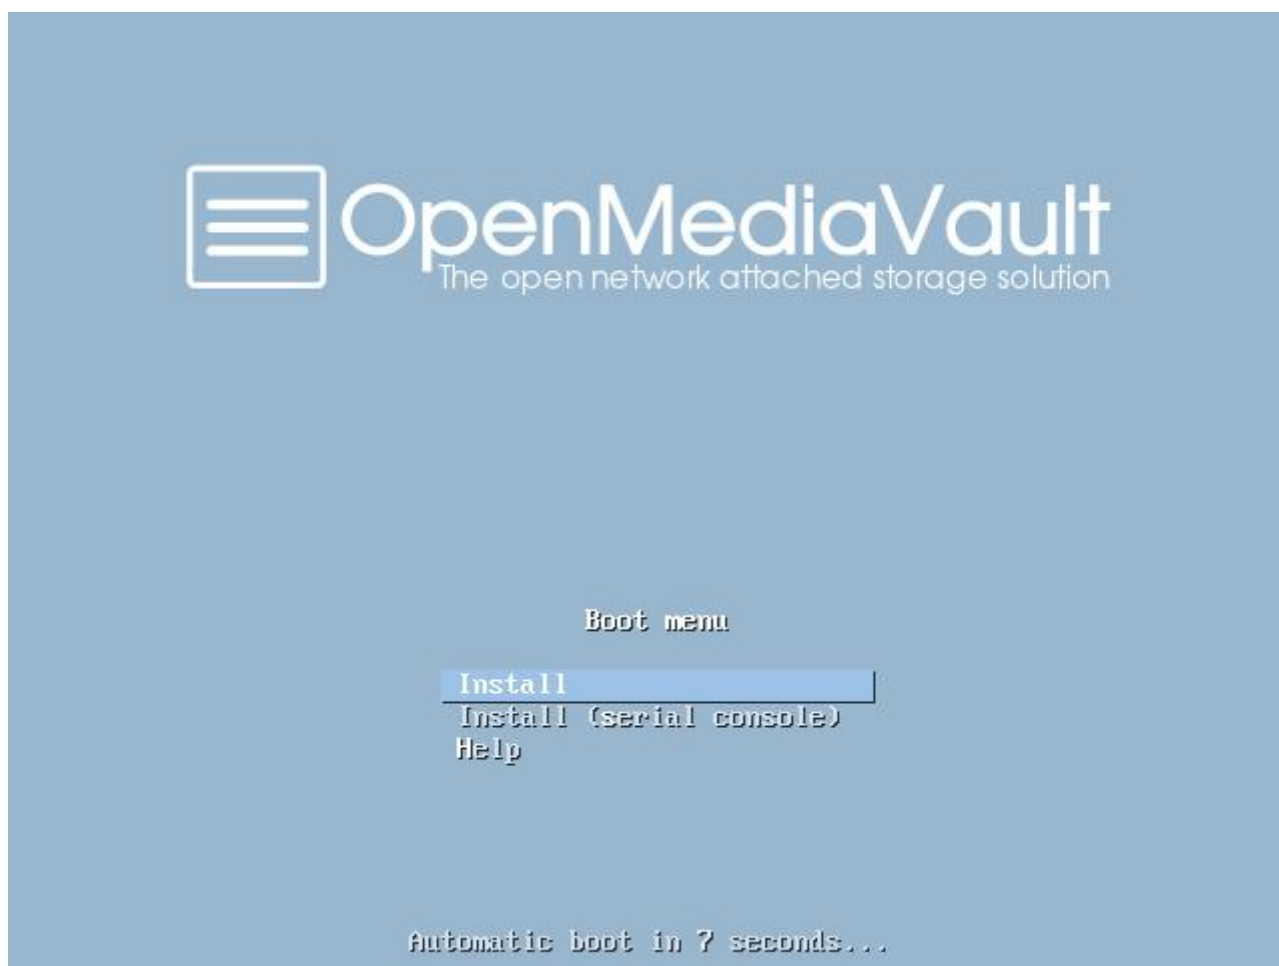 OpenMediaVault
The open network attached storage solution
Boot menu
Install
Install (serial console)
Help
Automatic boot in 7 seconds...